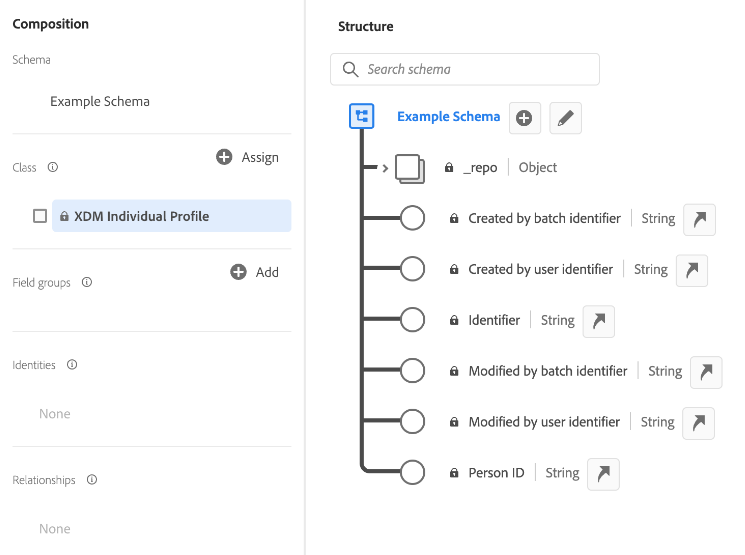 Composition
Schema
Example Schema
Class
Assign
XDM Individual Profile
Field groups
Add
Identities
None
Relationships
None
Structure
Search schema
Example Schema
_repo Object
Created by batch identifier String
Created by user identifier String
Identifier String
Modified by batch identifier String
Modified by user identifier String
Person ID String